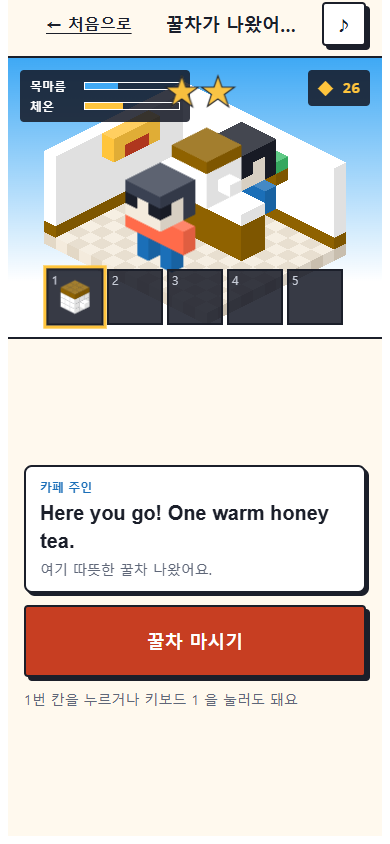 ← 처음으로
꿀차가 나왔어...
♪
목마름
체온
26
1
2
3
4
5
카페 주인
Here you go! One warm honey
tea.
여기 따뜻한 꿀차 나왔어요.
꿀차 마시기
1번 칸을 누르거나 키보드 1 을 눌러도 돼요